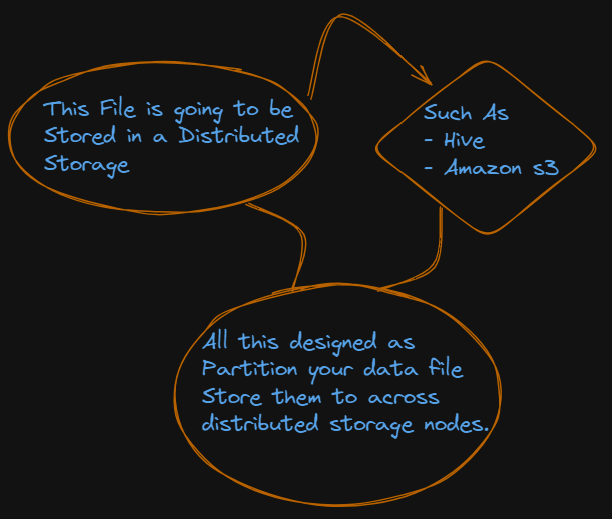 This File is going to be
Stored in a Distributed
Storage
Such As
- Hive
- Amazon s3
All this designed as
Partition your data file
Store them to across
distributed storage nodes.